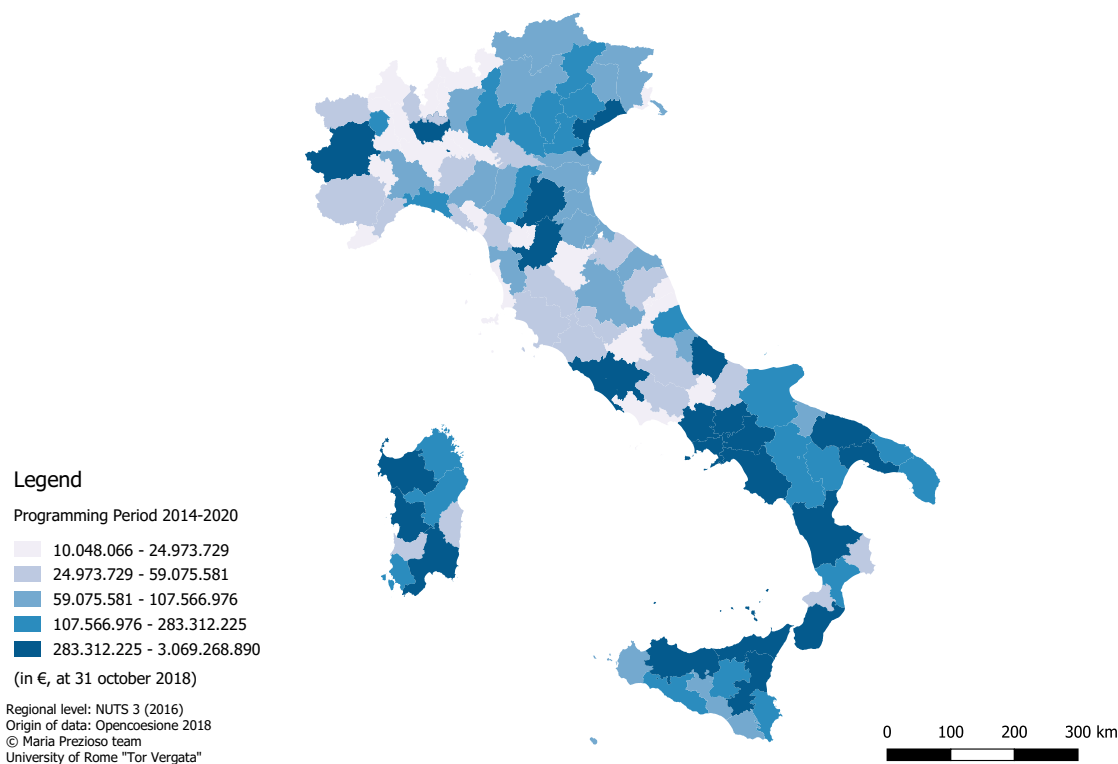 Legend
Programming Period 2014-2020
10.048.066 - 24.973.729
24.973.729 - 59.075.581
59.075.581 - 107.566.976
107.566.976 - 283.312.225
283.312.225 - 3.069.268.890
(in €, at 31 october 2018)
Regional level: NUTS 3 (2016)
Origin of data: Opencoesione 2018
© Maria Prezioso team
University of Rome "Tor Vergata"
0 100 200 300 km